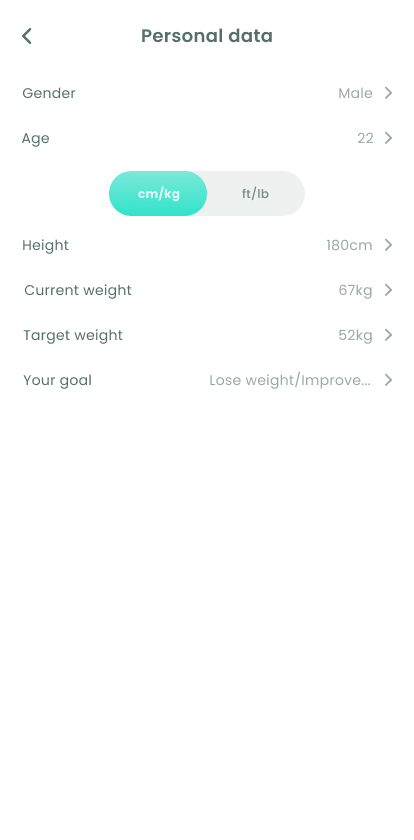 Personal data
Gender Male
Age 22
cm/kg ft/lb
Height 180cm
Current weight 67kg
Target weight 52kg
Your goal Lose weight/Improve...